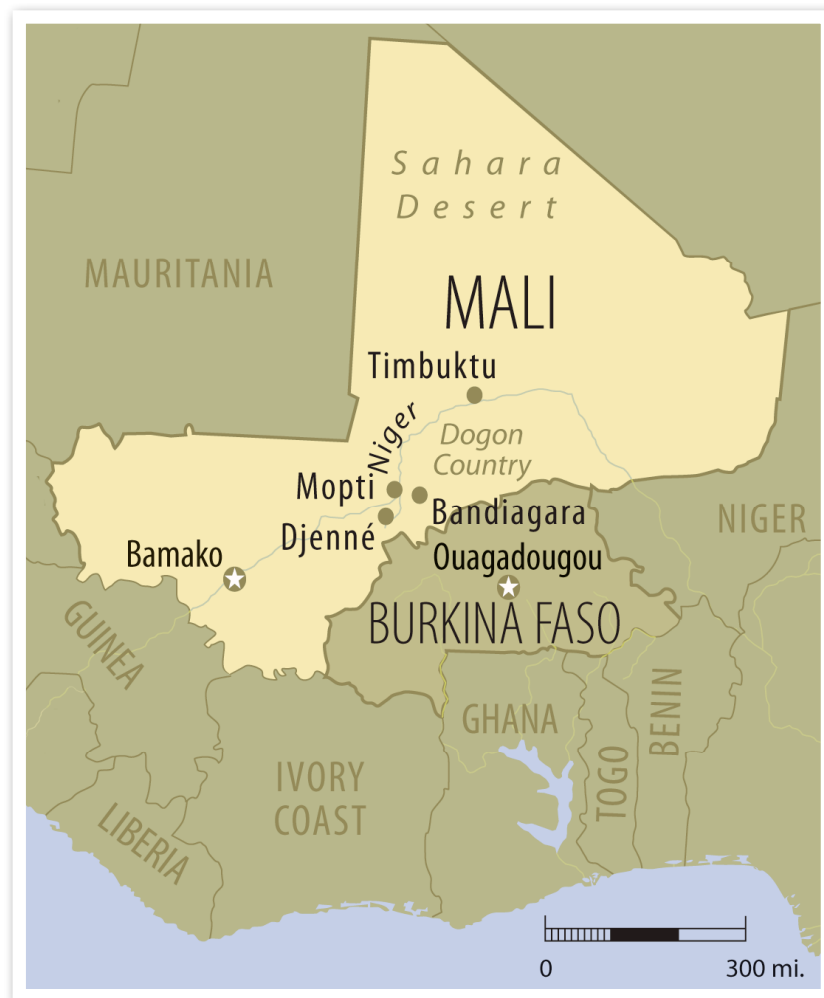 Sahara
Desert
MAURITANIA
MALI
Timbuktu
Niger
Dogon
Country
Mopti
Bandiagara
NIGER
Djenné
Bamako
Ouagadougou
BURKINA FASO
GUINEA
GHANA
BENIN
TOGO
IVORY
COAST
LIBERIA
0 300 mi.